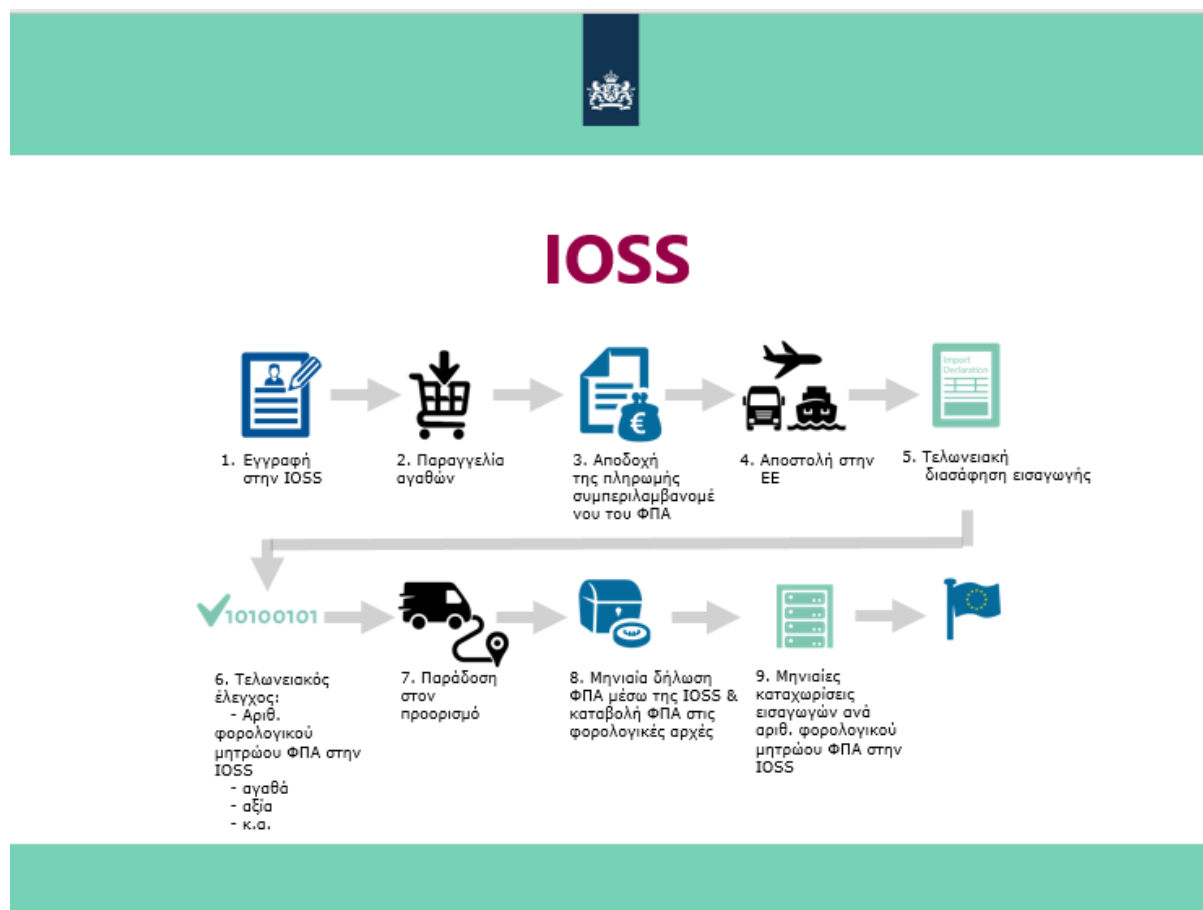 IOSS
Import
Declaration
1. Εγγραφή
στην IOSS
2. Παραγγελία
αγαθών
3. Αποδοχή
της πληρωμής
συμπεριλαμβανομέ
νου του ΦΠΑ
4. Αποστολή στην
ΕΕ
5. Τελωνειακή
διασάφηση εισαγωγής
10100101
6. Τελωνειακός
έλεγχος:
- Αριθ.
φορολογικού
μητρώου ΦΠΑ στην
IOSS
- αγαθά
- αξία
- κ.α.
7. Παράδοση
στον
προορισμό
8. Μηνιαία δήλωση
ΦΠΑ μέσω της IOSS &
καταβολή ΦΠΑ στις
φορολογικές αρχές
9. Μηνιαίες
καταχωρίσεις
εισαγωγών ανά
αριθ. φορολογικού
μητρώου ΦΠΑ στην
IOSS